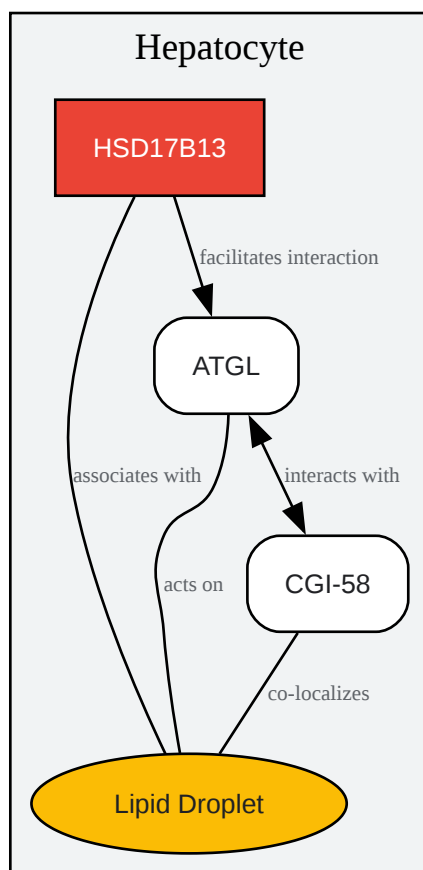 Hepatocyte
HSD17B13
facilitates interaction
ATGL
associates with
interacts with
CGI-58
acts on
co-localizes
Lipid Droplet